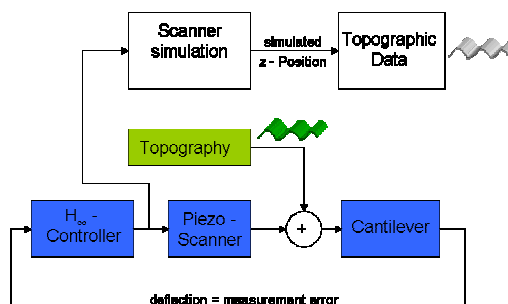 Scanner
simulation
simulated
z - Position
Topographic
Data
Topography
H∞ -
Controller
Piezo -
Scanner
+
Cantilever
deflection = measurement error